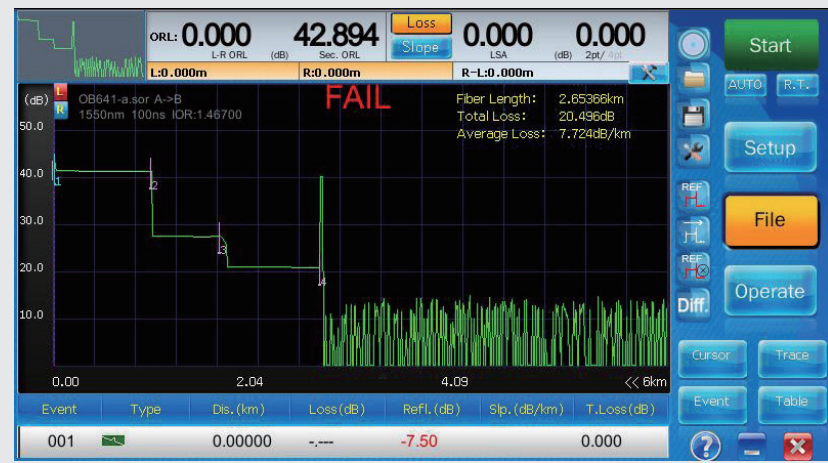 ORL: 0.000 42.894 Loss 0.000 0.000
L-R ORL (dB) Sec. ORL Slope LSA (dB) 2pt/ 4pt
L:0.000m R:0.000m R-L:0.000m
Start
AUTO R.T.
Setup
File
Operate
Cursor Trace
Event Table
REF
REF
Diff.
(dB) L OB641-a.sor A->B FAIL Fiber Length: 2.65366km
R 1550nm 100ns IOR:1.46700 Total Loss: 20.496dB
Average Loss: 7.724dB/km
50.0
40.0
30.0
20.0
10.0
1
2
3
4
0.00 2.04 4.09 << 6km
Event Type Dis.(km) Loss(dB) Refl.(dB) Slp.(dB/km) T.Loss(dB)
001 0.00000 -.--- -7.50 0.000
?